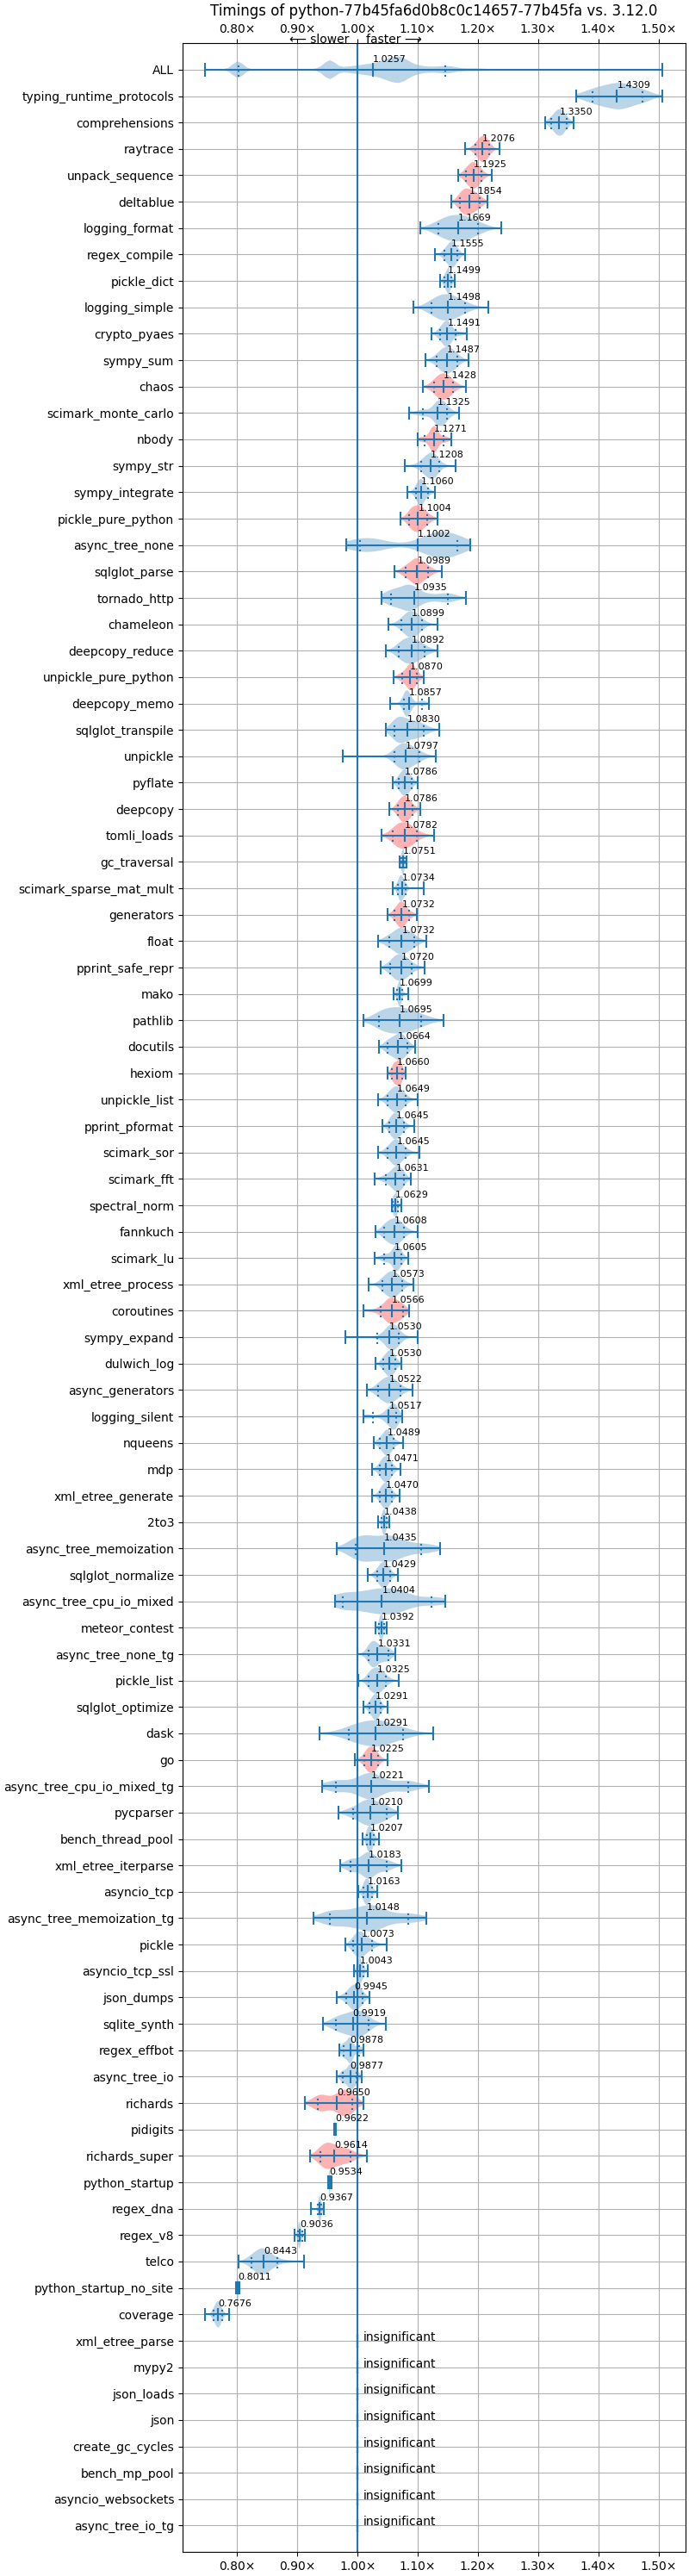 Timings of python-77b45fa6d0b8c0c14657-77b45fa vs. 3.12.0
0.80× 0.90× 1.00× 1.10× 1.20× 1.30× 1.40× 1.50×
⟵ slower faster ⟶
ALL 1.0257
typing_runtime_protocols 1.4309
comprehensions 1.3350
raytrace 1.2076
unpack_sequence 1.1925
deltablue 1.1854
logging_format 1.1669
regex_compile 1.1555
pickle_dict 1.1499
logging_simple 1.1498
crypto_pyaes 1.1491
sympy_sum 1.1487
chaos 1.1428
scimark_monte_carlo 1.1325
nbody 1.1271
sympy_str 1.1208
sympy_integrate 1.1060
pickle_pure_python 1.1004
async_tree_none 1.1002
sqlglot_parse 1.0989
tornado_http 1.0935
chameleon 1.0899
deepcopy_reduce 1.0892
unpickle_pure_python 1.0870
deepcopy_memo 1.0857
sqlglot_transpile 1.0830
unpickle 1.0797
pyflate 1.0786
deepcopy 1.0786
tomli_loads 1.0782
gc_traversal 1.0751
scimark_sparse_mat_mult 1.0734
generators 1.0732
float 1.0732
pprint_safe_repr 1.0720
mako 1.0699
pathlib 1.0695
docutils 1.0664
hexiom 1.0660
unpickle_list 1.0649
pprint_pformat 1.0645
scimark_sor 1.0645
scimark_fft 1.0631
spectral_norm 1.0629
fannkuch 1.0608
scimark_lu 1.0605
xml_etree_process 1.0573
coroutines 1.0566
sympy_expand 1.0530
dulwich_log 1.0530
async_generators 1.0522
logging_silent 1.0517
nqueens 1.0489
mdp 1.0471
xml_etree_generate 1.0470
2to3 1.0438
async_tree_memoization 1.0435
sqlglot_normalize 1.0429
async_tree_cpu_io_mixed 1.0404
meteor_contest 1.0392
async_tree_none_tg 1.0331
pickle_list 1.0325
sqlglot_optimize 1.0291
dask 1.0291
go 1.0225
async_tree_cpu_io_mixed_tg 1.0221
pycparser 1.0210
bench_thread_pool 1.0207
xml_etree_iterparse 1.0183
asyncio_tcp 1.0163
async_tree_memoization_tg 1.0148
pickle 1.0073
asyncio_tcp_ssl 1.0043
json_dumps 0.9945
sqlite_synth 0.9919
regex_effbot 0.9878
async_tree_io 0.9877
richards 0.9650
pidigits 0.9622
richards_super 0.9614
python_startup 0.9534
regex_dna 0.9367
regex_v8 0.9036
telco 0.8443
python_startup_no_site 0.8011
coverage 0.7676
xml_etree_parse insignificant
mypy2 insignificant
json_loads insignificant
json insignificant
create_gc_cycles insignificant
bench_mp_pool insignificant
asyncio_websockets insignificant
async_tree_io_tg insignificant
0.80× 0.90× 1.00× 1.10× 1.20× 1.30× 1.40× 1.50×